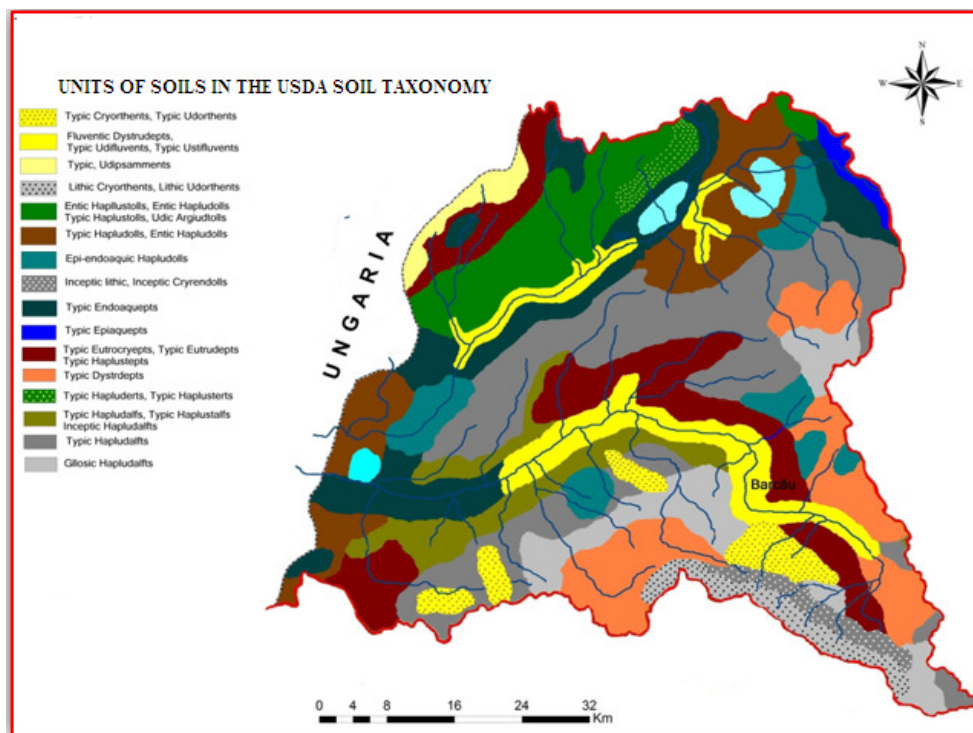 UNITS OF SOILS IN THE USDA SOIL TAXONOMY
Typic Cryorthents, Typic Udorthents
Fluventic Dystrudepts,
Typic Udifluvents, Typic Ustifluvents
Typic, Udipsamments
Lithic Cryorthents, Lithic Udorthents
Entic Hapllustolls, Entic Hapludolls
Typic Haplustolls, Udic Argiudtolls
Typic Hapludolls, Entic Hapludolls
Epi-endoaquic Hapludolls
Inceptic lithic, Inceptic Cryrendolls
Typic Endoaquepts
Typic Epiaquepts
Typic Eutrocryepts, Typic Eutrudepts
Typic Haplustepts
Typic Dystrdepts
Typic Hapluderts, Typic Haplusterts
Typic Hapludalfs, Typic Haplustalfs
Inceptic Hapludalfts
Typic Hapludalfts
Gllosic Hapludalfts
N
W E
S
UNGARIA
Barcău
0 2 4 8 16 24 32
Km